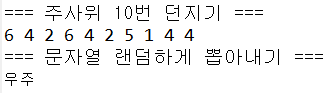 === 주사위 10번 던지기 ===
6 4 2 6 4 2 5 1 4 4
=== 문자열 랜덤하게 뽑아내기 ===
우주